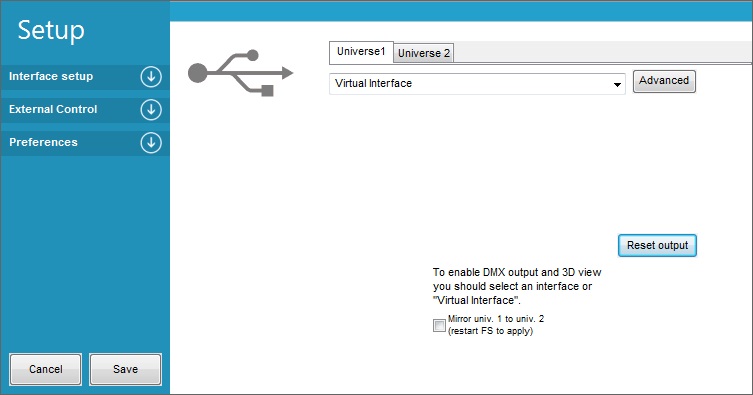 Setup
Interface setup
External Control
Preferences
Cancel
Save
Universe1
Universe 2
Virtual Interface
Advanced
Reset output
To enable DMX output and 3D view
you should select an interface or
"Virtual Interface".
Mirror univ. 1 to univ. 2
(restart FS to apply)